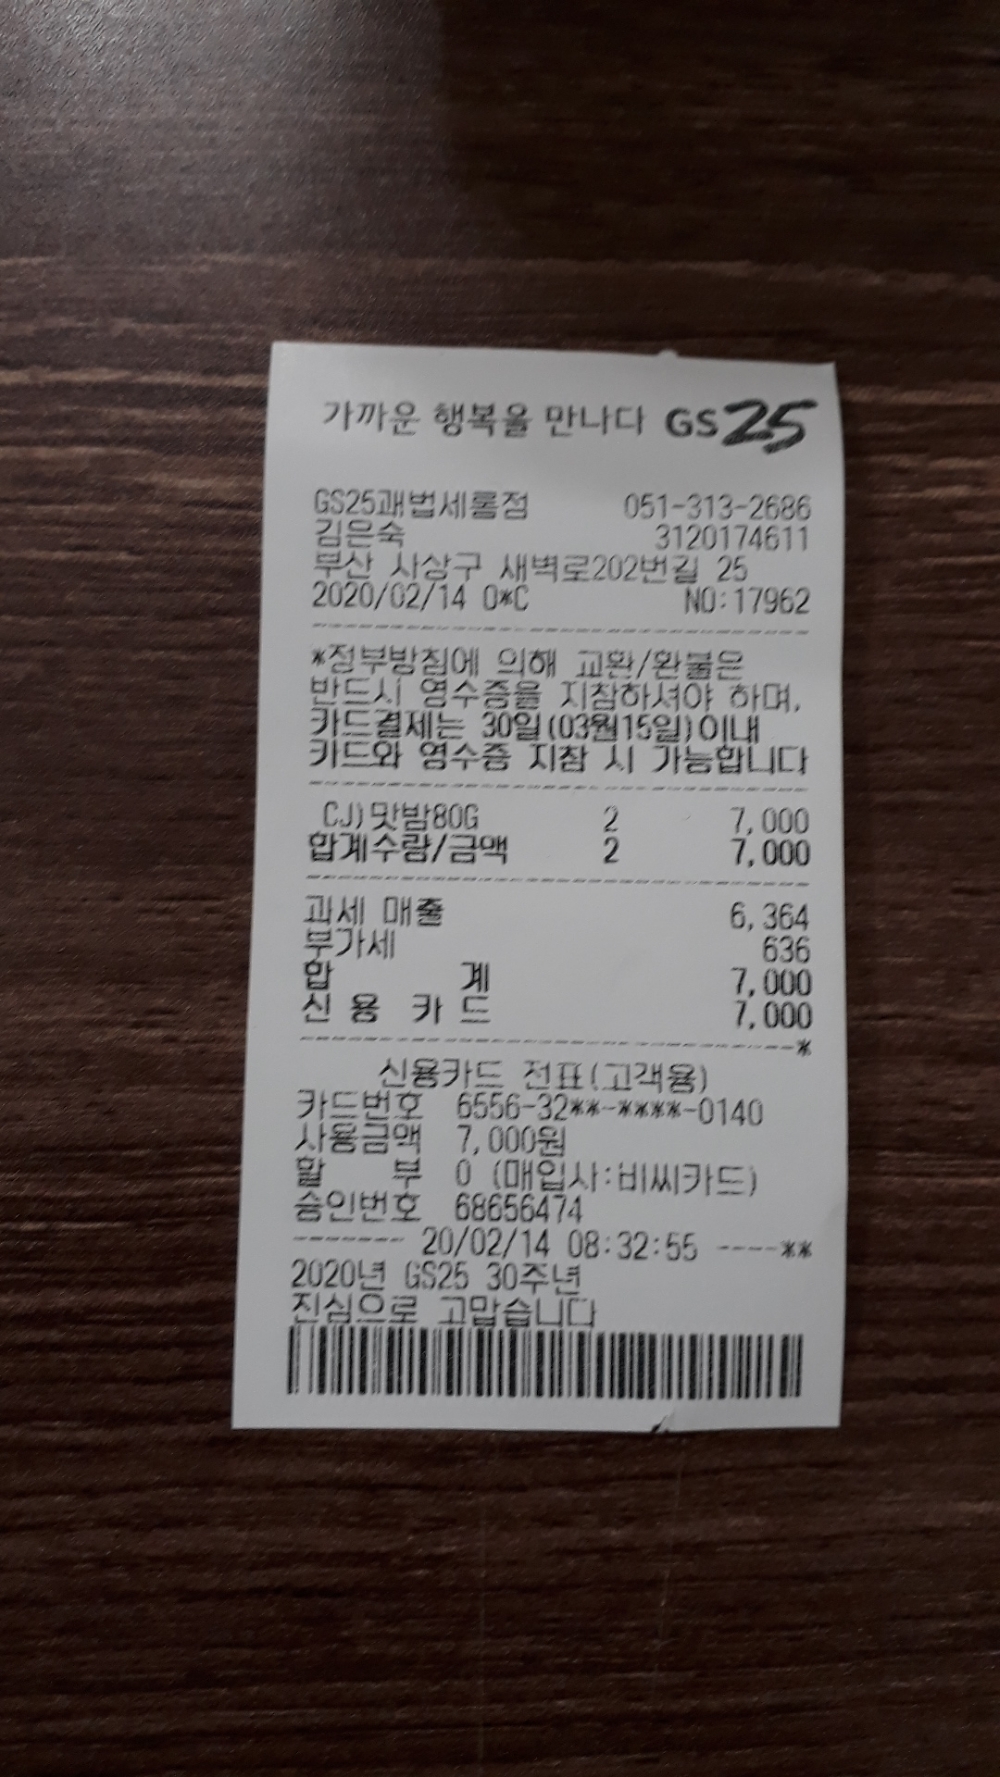 가까운 행복을 만나다 GS25
GS25괘법세롬점 051-313-2686
김은숙 3120174611
부산 사상구 새벽로202번길 25
2020/02/14 O*C NO:17962
*정부방침에 의해 교환/환불은
반드시 영수증을 지참하셔야 하며,
카드결제는 30일(03월15일)이내
카드와 영수증 지참 시 가능합니다
CJ)맛밤80G 2 7,000
합계수량/금액 2 7,000
과세 매출 6,364
부가세 636
합 계 7,000
신 용 카 드 7,000
*
신용카드 전표(고객용)
카드번호 6556-32**-****-0140
사용금액 7,000원
할 부 0 (매입사:비씨카드)
승인번호 68656474
------- 20/02/14 08:32:55 ----**
2020년 GS25 30주년
진심으로 고맙습니다